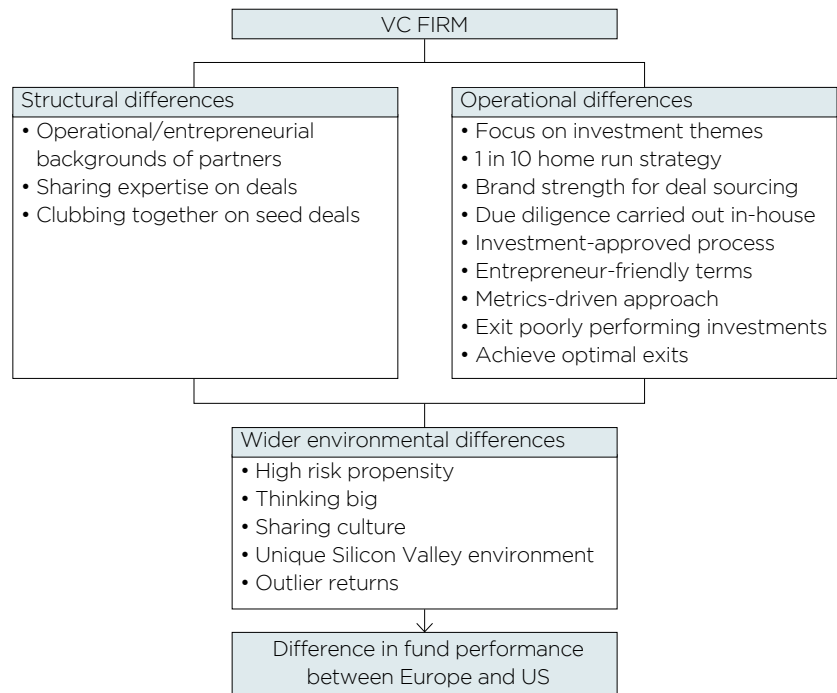 VC FIRM
Structural differences
• Operational/entrepreneurial
backgrounds of partners
• Sharing expertise on deals
• Clubbing together on seed deals
Operational differences
• Focus on investment themes
• 1 in 10 home run strategy
• Brand strength for deal sourcing
• Due diligence carried out in-house
• Investment-approved process
• Entrepreneur-friendly terms
• Metrics-driven approach
• Exit poorly performing investments
• Achieve optimal exits
Wider environmental differences
• High risk propensity
• Thinking big
• Sharing culture
• Unique Silicon Valley environment
• Outlier returns
Difference in fund performance
between Europe and US